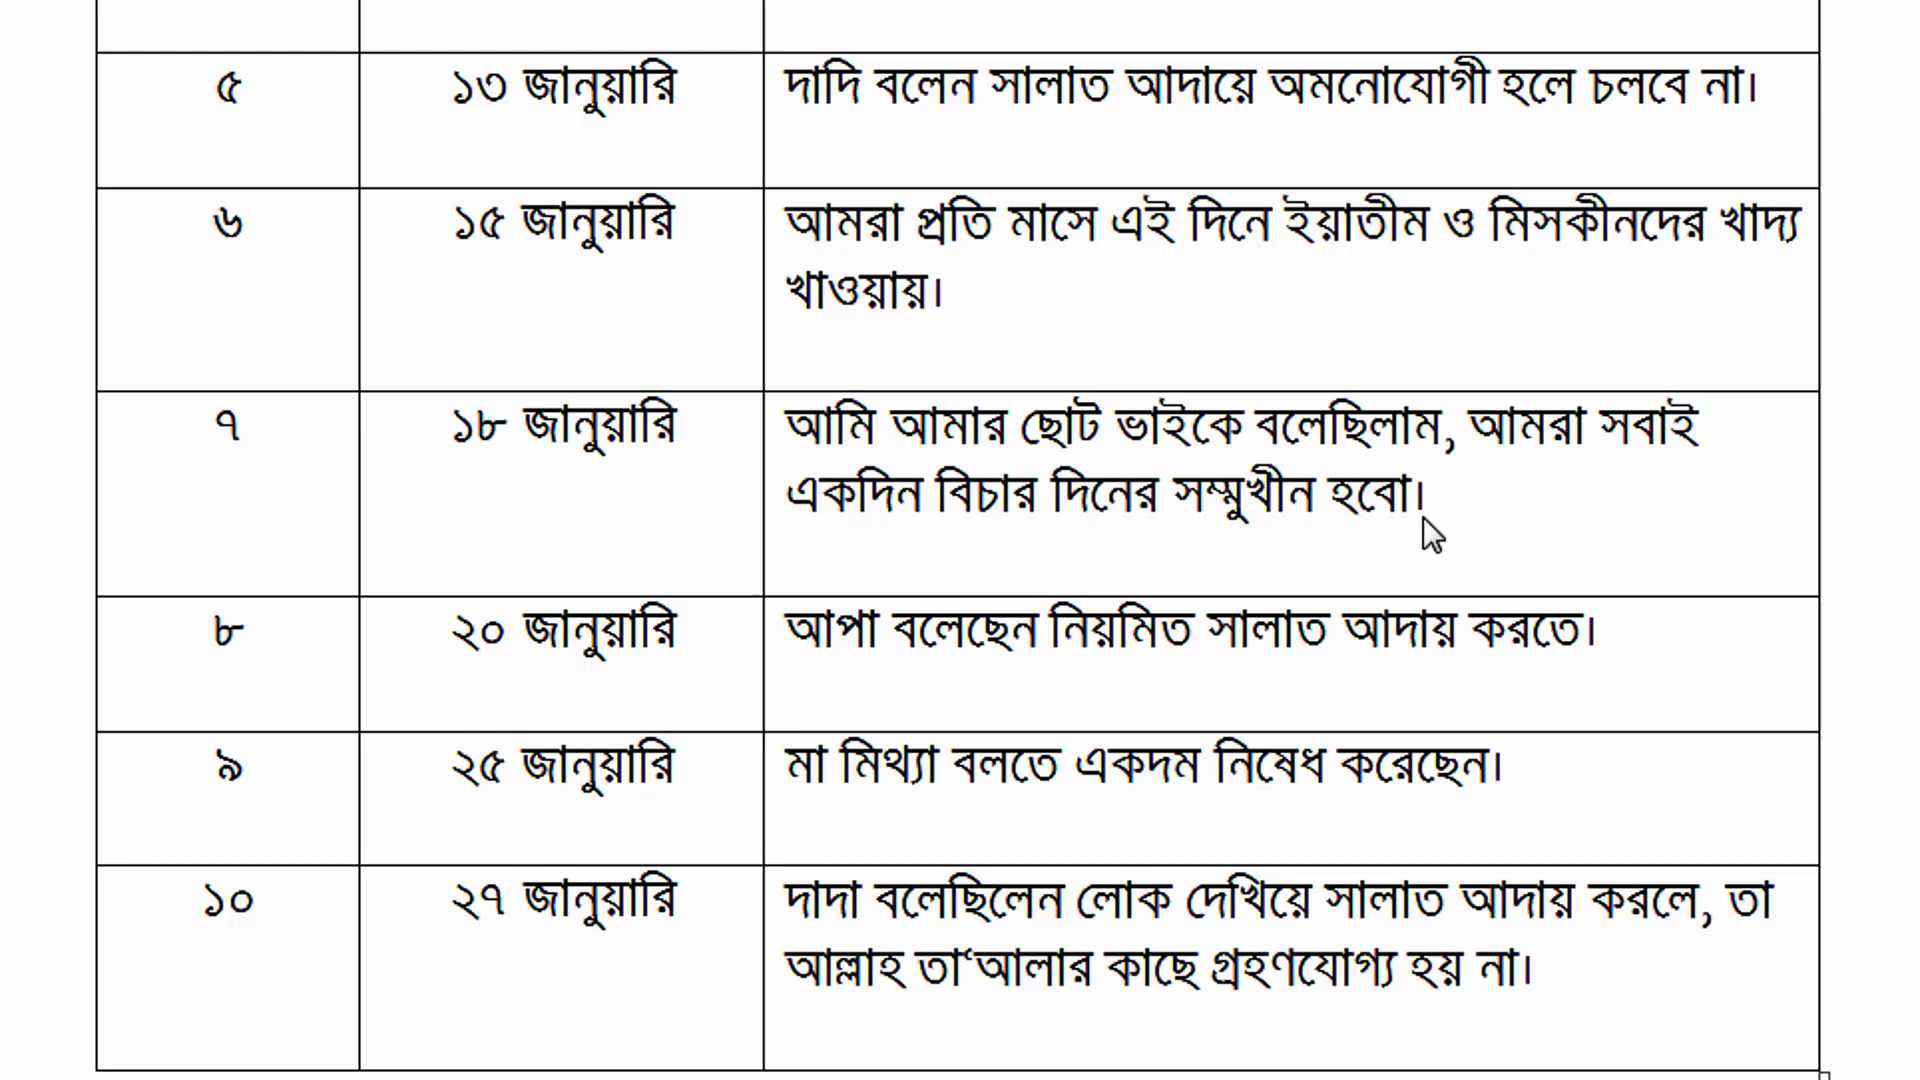 ৫ ১৩ জানুয়ারি দাদি বলেন সালাত আদায়ে অমনোযোগী হলে চলবে না।
৬ ১৫ জানুয়ারি আমরা প্রতি মাসে এই দিনে ইয়াতীম ও মিসকীনদের খাদ্য
খাওয়ায়।
৭ ১৮ জানুয়ারি আমি আমার ছোট ভাইকে বলেছিলাম, আমরা সবাই
একদিন বিচার দিনের সম্মুখীন হবো।
৮ ২০ জানুয়ারি আপা বলেছেন নিয়মিত সালাত আদায় করতে।
৯ ২৫ জানুয়ারি মা মিথ্যা বলতে একদম নিষেধ করেছেন।
১০ ২৭ জানুয়ারি দাদা বলেছিলেন লোক দেখিয়ে সালাত আদায় করলে, তা
আল্লাহ তা‘আলার কাছে গ্রহণযোগ্য হয় না।